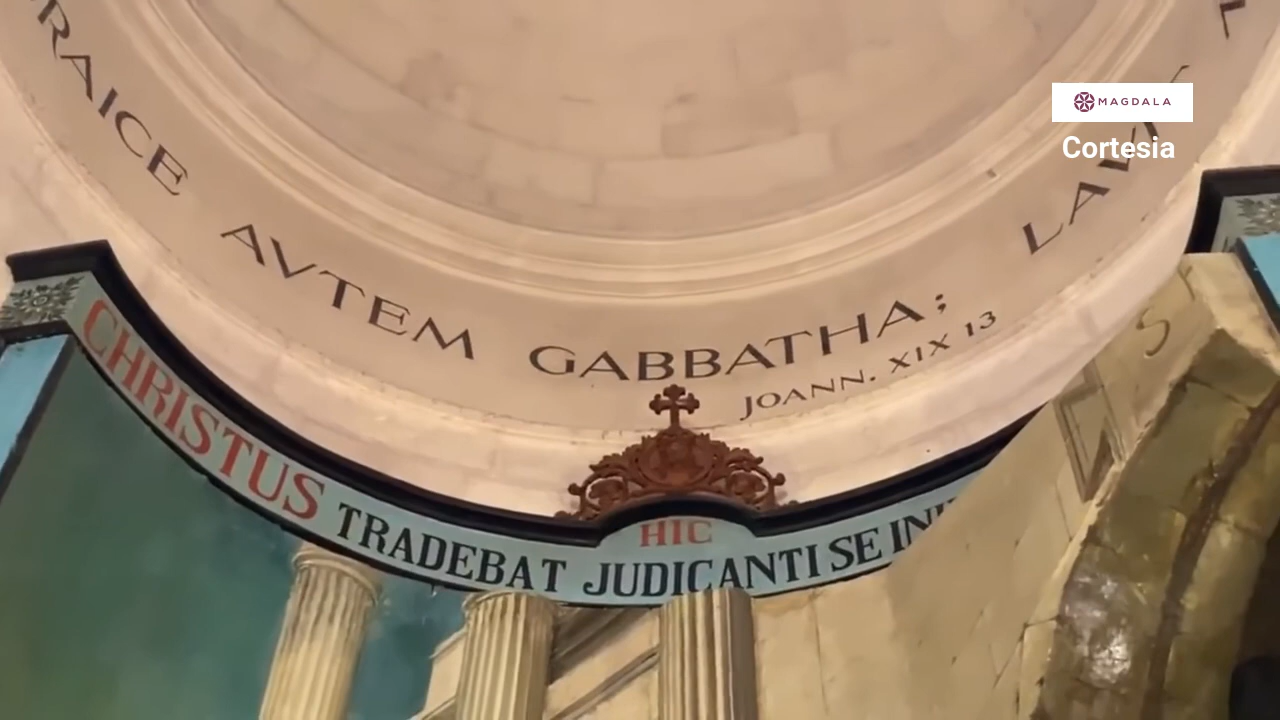 RAICE AVTEM GABBATHA;
JOANN. XIX 13
MAGDALA
Cortesia
HIC
CHRISTUS TRADEBAT JUDICANTI SE